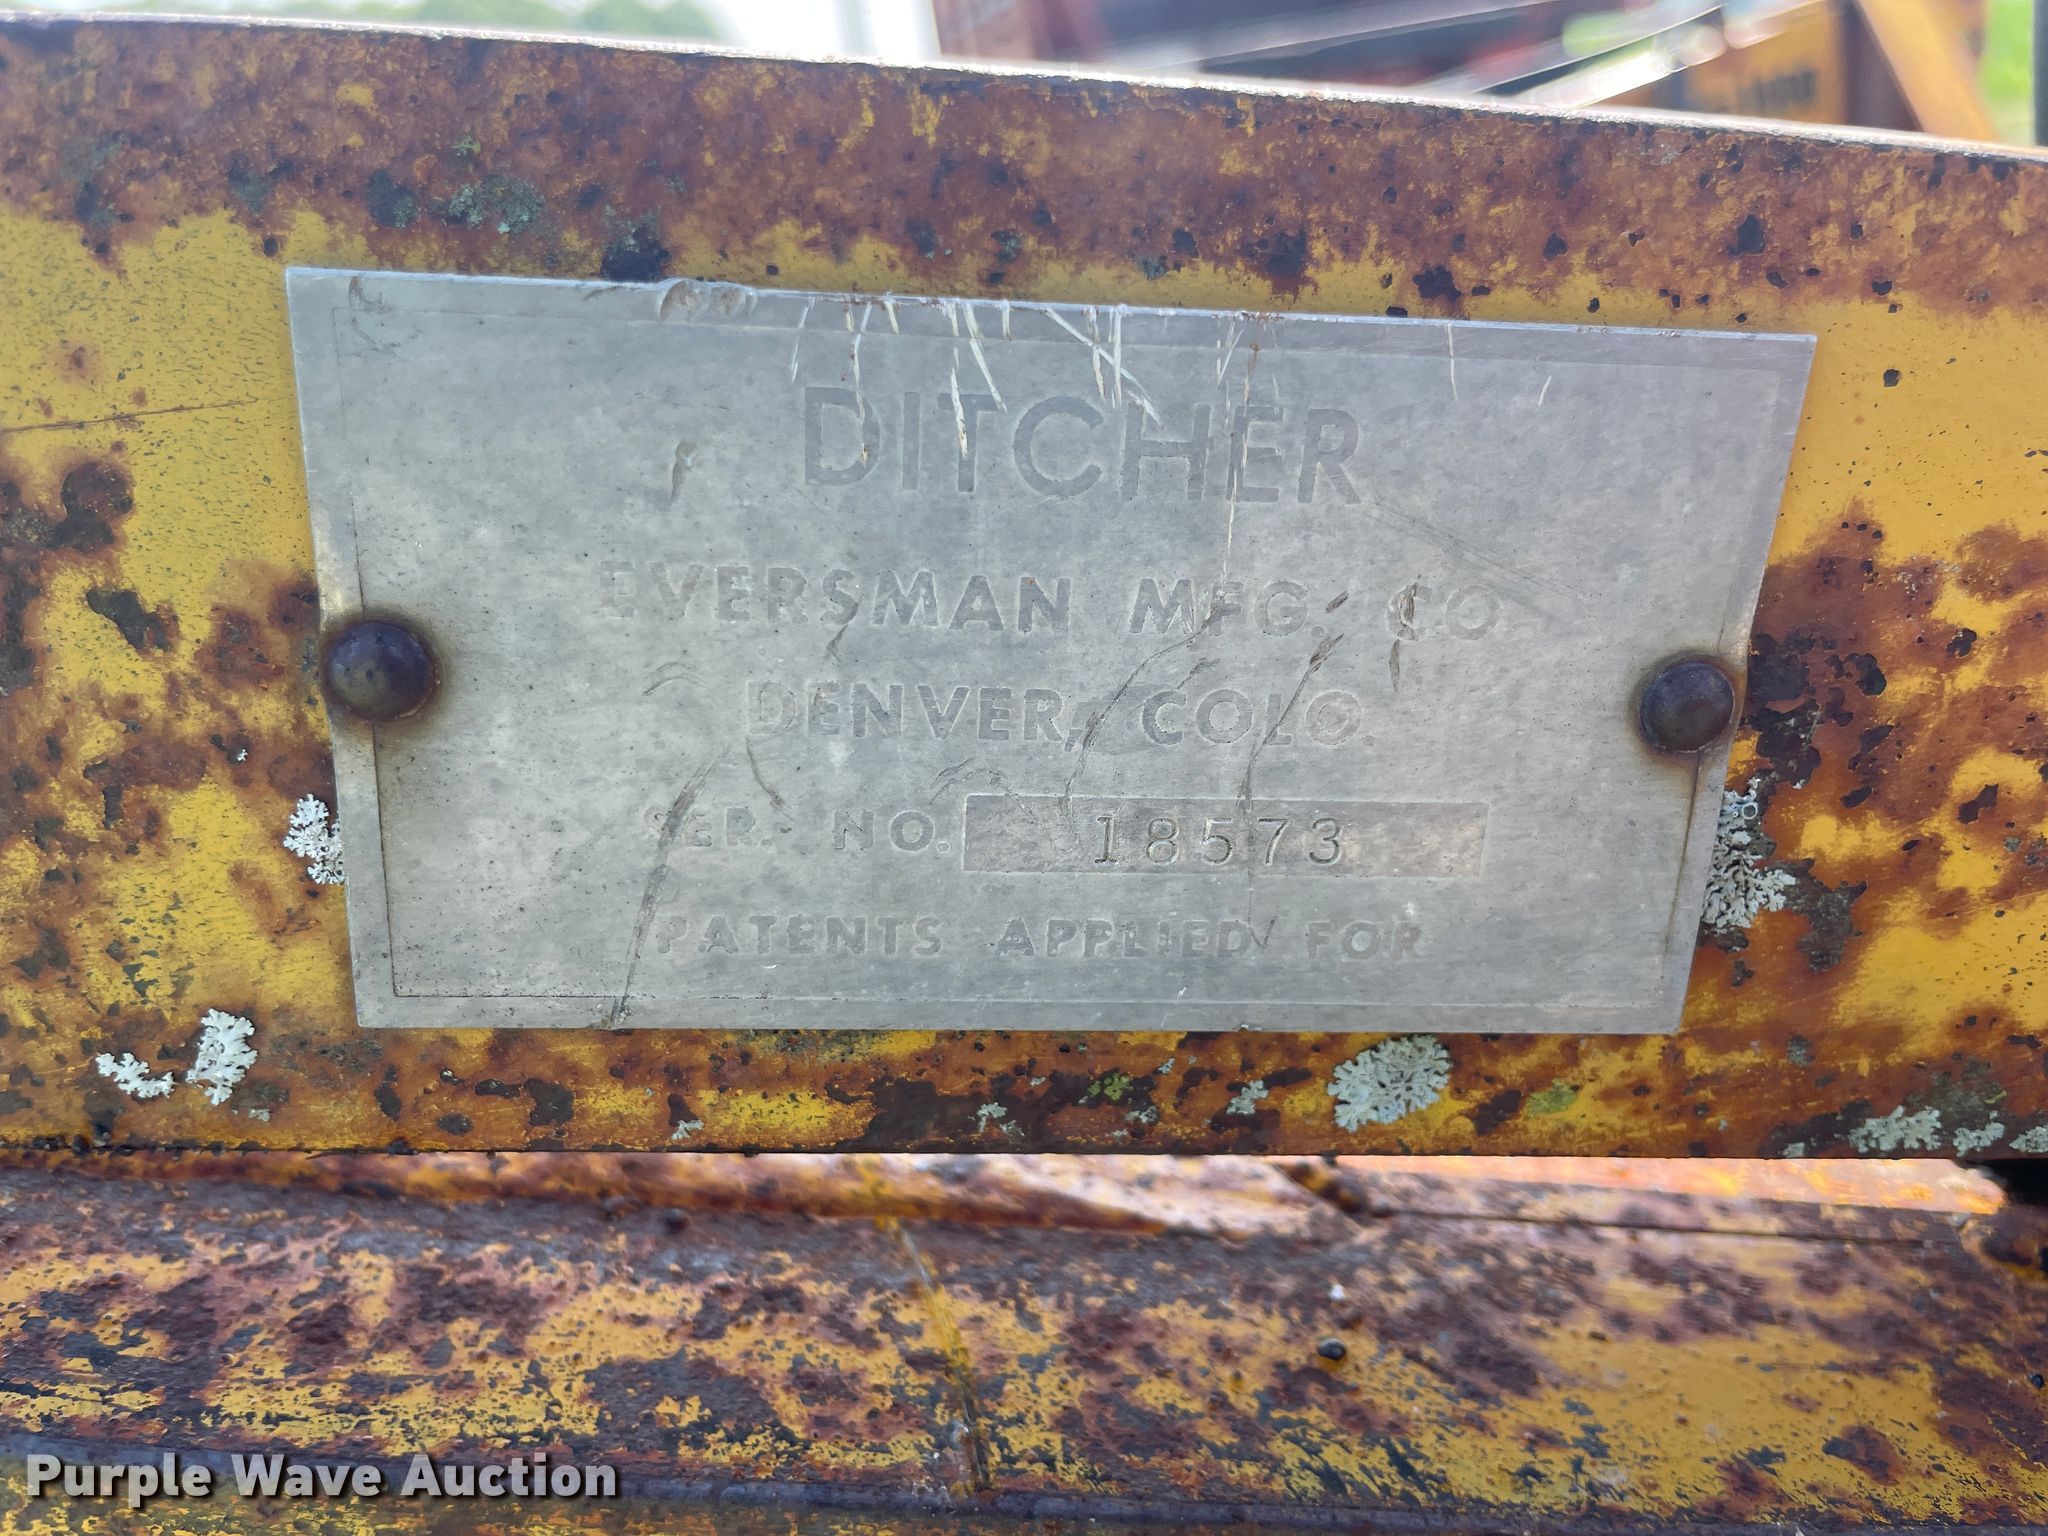 DITCHER
EVERSMAN MFG. CO
DENVER, COLO.
SER. NO. 18573
PATENTS APPLIED FOR
Purple Wave Auction